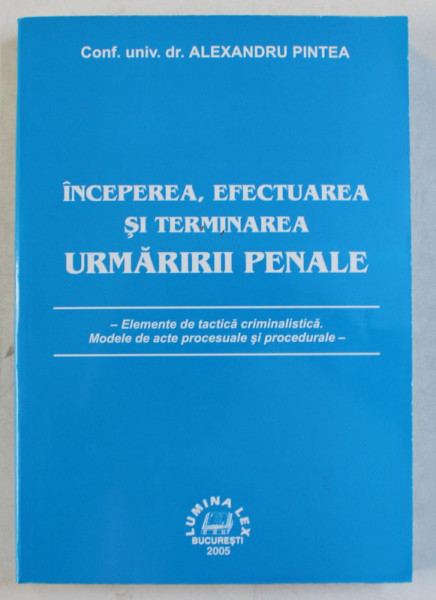 Conf. univ. dr. ALEXANDRU PINTEA
ÎNCEPEREA, EFECTUAREA
ŞI TERMINAREA
URMĂRIRII PENALE
– Elemente de tactică criminalistică.
Modele de acte procesuale şi procedurale –
LUMINA LEX
BUCUREŞTI
2005